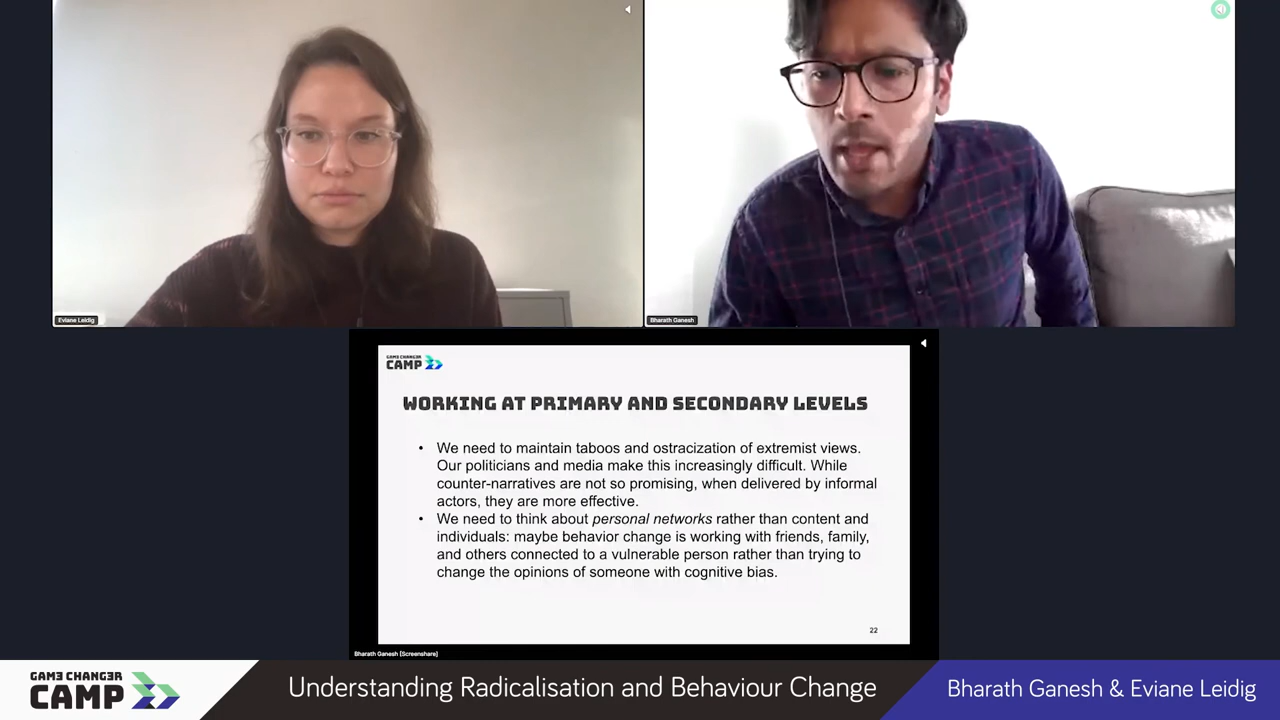 Eviane Leidig
Bharath Ganesh
GAME CHANGER
CAMP
WORKING AT PRIMARY AND SECONDARY LEVELS
• We need to maintain taboos and ostracization of extremist views.
Our politicians and media make this increasingly difficult. While
counter-narratives are not so promising, when delivered by informal
actors, they are more effective.
• We need to think about personal networks rather than content and
individuals: maybe behavior change is working with friends, family,
and others connected to a vulnerable person rather than trying to
change the opinions of someone with cognitive bias.
22
Bharath Ganesh [Screenshare]
GAME CHANGER
CAMP
Understanding Radicalisation and Behaviour Change
Bharath Ganesh & Eviane Leidig